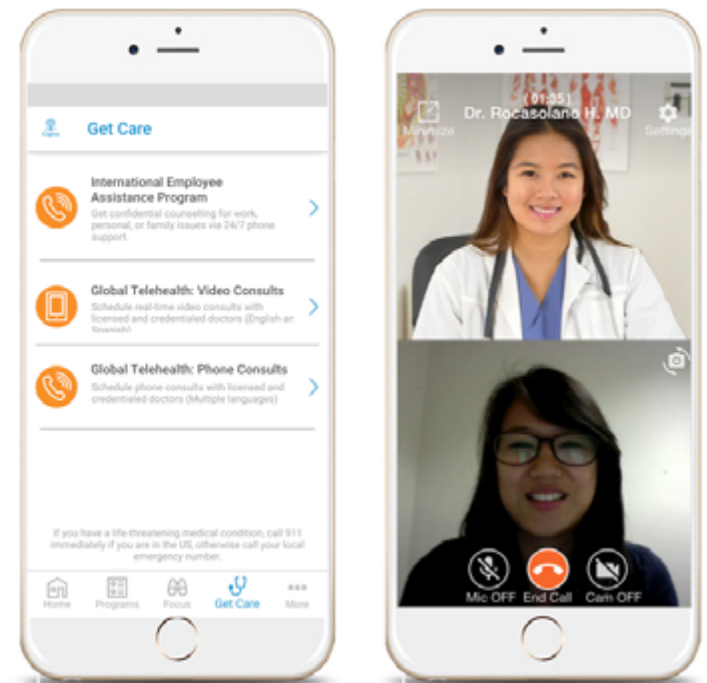 Get Care
International Employee
Assistance Program
Get confidential counselling for work,
personal, or family issues via 24/7 phone
support.
Global Telehealth: Video Consults
Schedule real-time video consults with
licensed and credentialed doctors (English an
Spanish)
Global Telehealth: Phone Consults
Schedule phone consults with licensed and
credentialed doctors (Multiple languages)
If you have a life-threatening medical condition, call 911
immediately if you are in the US, otherwise call your local
emergency number.
Home
Programs
Focus
Get Care
More
( 01:35 )
Dr. Rocasolano H. MD
Minimize
Settings
Mic OFF
End Call
Cam OFF